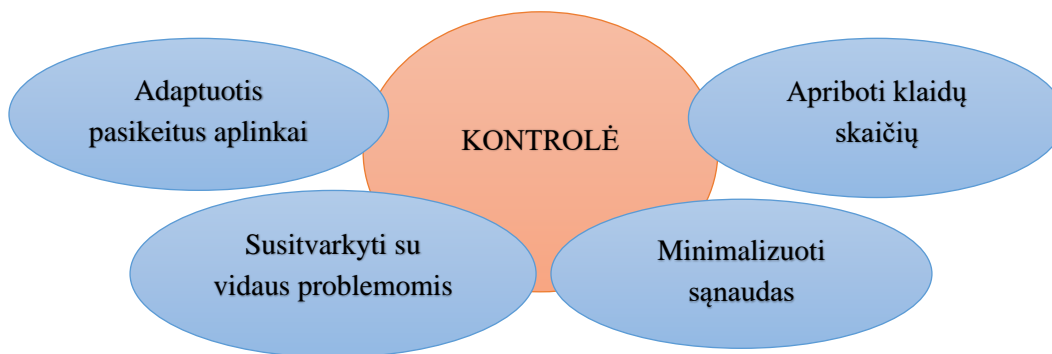 Adaptuotis
pasikeitus aplinkai
KONTROLĖ
Apriboti klaidų
skaičių
Susitvarkyti su
vidaus problemomis
Minimalizuoti
sąnaudas